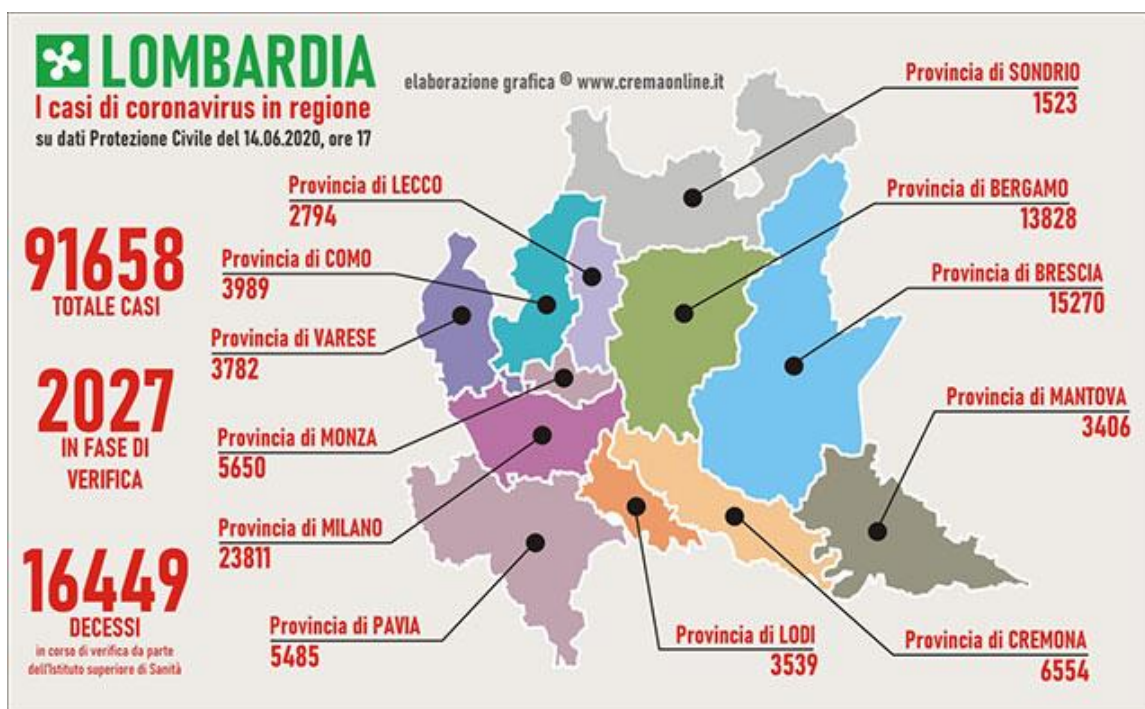 LOMBARDIA
I casi di coronavirus in regione
su dati Protezione Civile del 14.06.2020, ore 17
elaborazione grafica © www.cremaonline.it
Provincia di SONDRIO
1523
Provincia di LECCO
2794
Provincia di BERGAMO
13828
91658
TOTALE CASI
Provincia di COMO
3989
Provincia di BRESCIA
15270
Provincia di VARESE
3782
2027
IN FASE DI
VERIFICA
Provincia di MANTOVA
3406
Provincia di MONZA
5650
Provincia di MILANO
23811
16449
DECESSI
in corso di verifica da parte
dell'Istituto superiore di Sanità
Provincia di PAVIA
5485
Provincia di LODI
3539
Provincia di CREMONA
6554